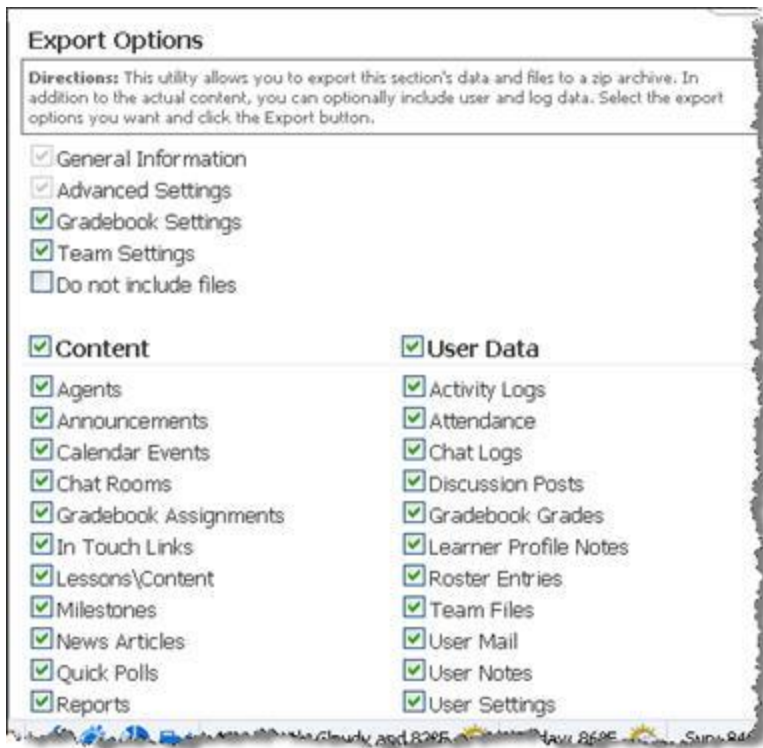 Export Options
Directions: This utility allows you to export this section's data and files to a zip archive. In
addition to the actual content, you can optionally include user and log data. Select the export
options you want and click the Export button.
General Information
Advanced Settings
Gradebook Settings
Team Settings
Do not include files
Content
Agents
Announcements
Calendar Events
Chat Rooms
Gradebook Assignments
In Touch Links
Lessons\Content
Milestones
News Articles
Quick Polls
Reports
User Data
Activity Logs
Attendance
Chat Logs
Discussion Posts
Gradebook Grades
Learner Profile Notes
Roster Entries
Team Files
User Mail
User Notes
User Settings
Cloudy and